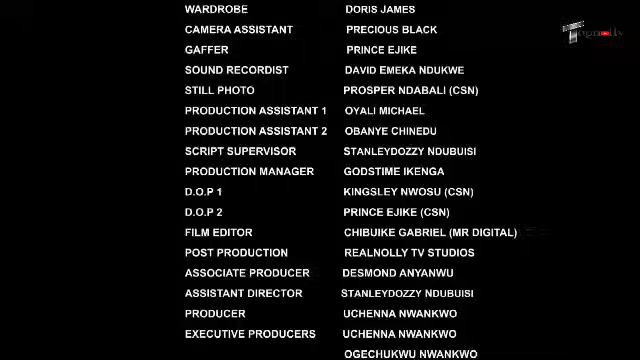 WARDROBE DORIS JAMES
CAMERA ASSISTANT PRECIOUS BLACK
GAFFER PRINCE EJIKE
SOUND RECORDIST DAVID EMEKA NDUKWE
STILL PHOTO PROSPER NDABALI (CSN)
PRODUCTION ASSISTANT 1 OYALI MICHAEL
PRODUCTION ASSISTANT 2 OBANYE CHINEDU
SCRIPT SUPERVISOR STANLEYDOZZY NDUBUISI
PRODUCTION MANAGER GODSTIME IKENGA
D.O.P 1 KINGSLEY NWOSU (CSN)
D.O.P 2 PRINCE EJIKE (CSN)
FILM EDITOR CHIBUIKE GABRIEL (MR DIGITAL)
POST PRODUCTION REALNOLLY TV STUDIOS
ASSOCIATE PRODUCER DESMOND ANYANWU
ASSISTANT DIRECTOR STANLEYDOZZY NDUBUISI
PRODUCER UCHENNA NWANKWO
EXECUTIVE PRODUCERS UCHENNA NWANKWO
OGECHUKWU NWANKWO